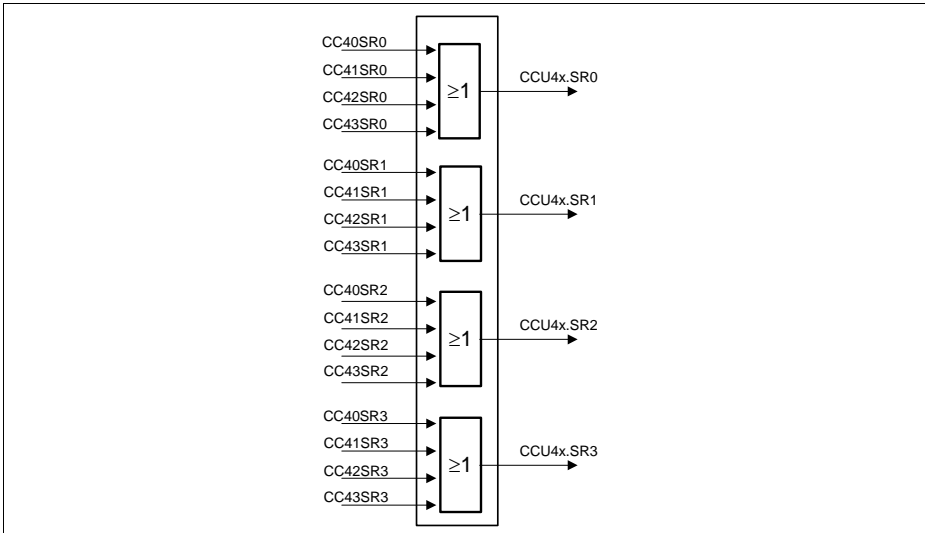 CC40SR0
CC41SR0
CC42SR0
CC43SR0
≥1
CCU4x.SR0
CC40SR1
CC41SR1
CC42SR1
CC43SR1
≥1
CCU4x.SR1
CC40SR2
CC41SR2
CC42SR2
CC43SR2
≥1
CCU4x.SR2
CC40SR3
CC41SR3
CC42SR3
CC43SR3
≥1
CCU4x.SR3